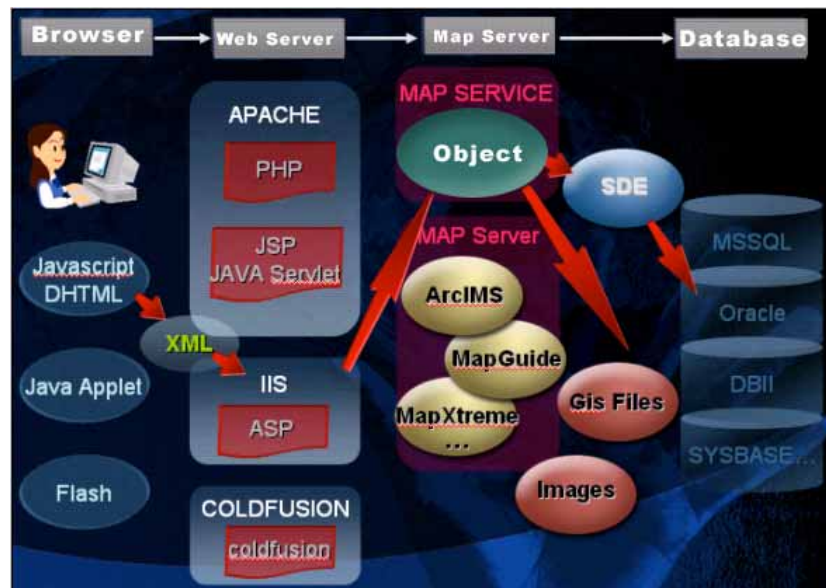 Browser
Web Server
Map Server
Database
APACHE
PHP
JSP
JAVA Servlet
IIS
ASP
COLDFUSION
coldfusion
Javascript
DHTML
XML
Java Applet
Flash
MAP SERVICE
Object
MAP Server
ArcIMS
MapGuide
MapXtreme
...
SDE
Gis Files
Images
MSSQL
Oracle
DBII
SYSBASE...